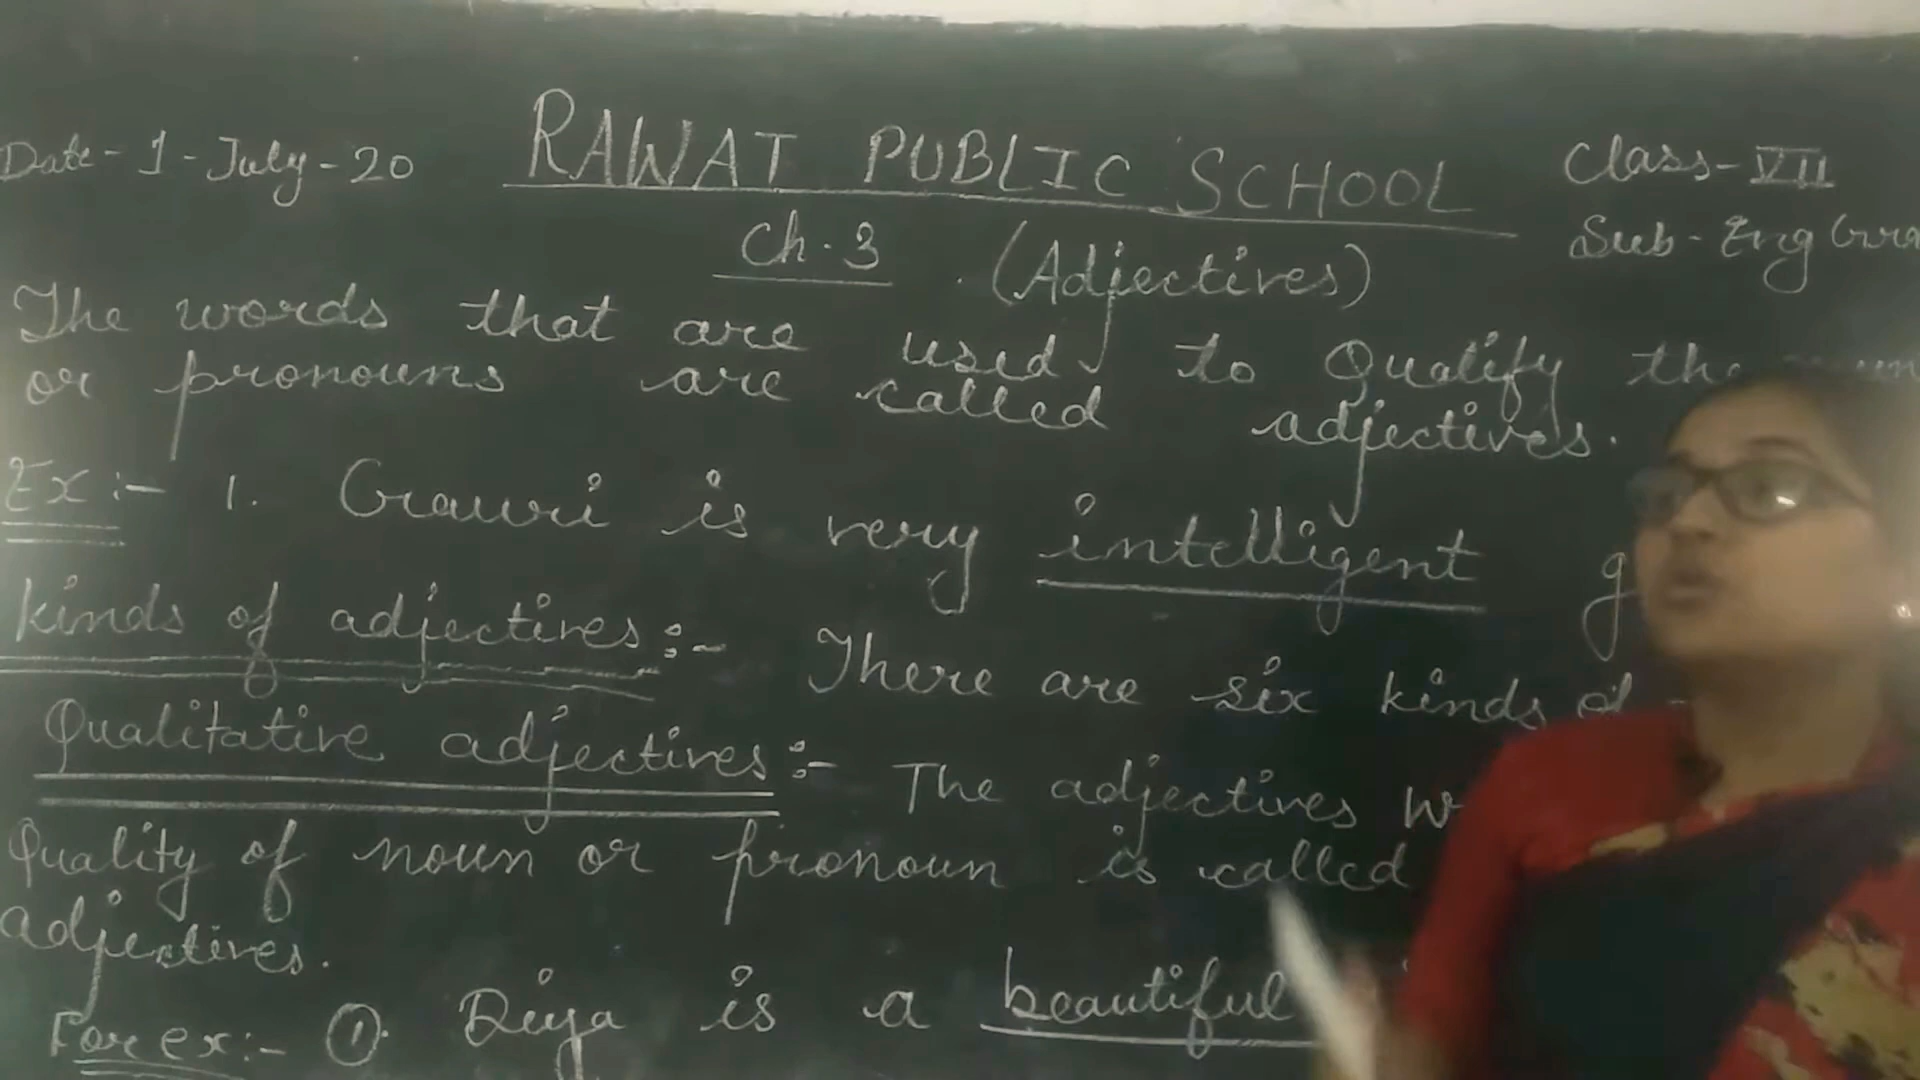 Date-1-July-20 RAWAT PUBLIC SCHOOL Class-VII
Ch.3 (Adjectives) Sub-Eng
The words that are used to Qualify the
or pronouns are called adjectives.
Ex:- 1. Gauri is very intelligent
Kinds of adjectives:- There are six kinds of
Qualitative adjectives:- The adjectives
Quality of noun or pronoun is called
adjectives.
For ex:- ①. Diya is a beautiful